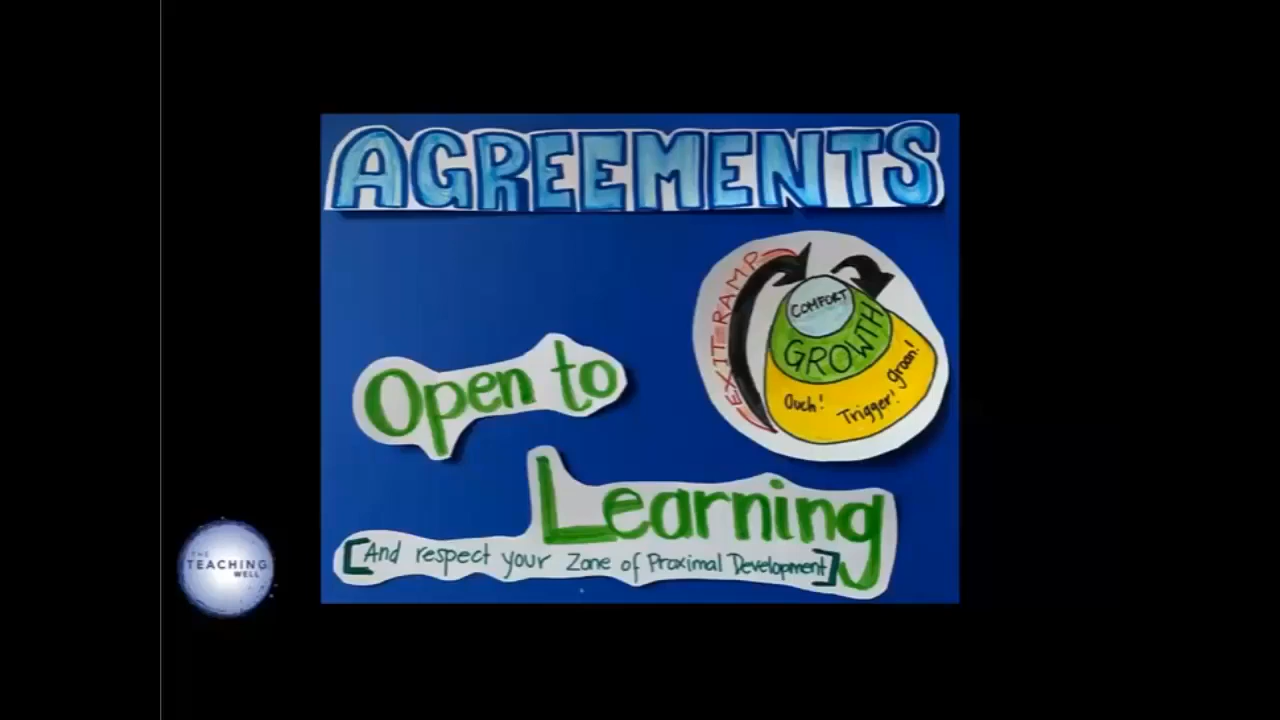 AGREEMENTS
EXIT RAMP
COMFORT
GROWTH
Ouch! Trigger! groan!
Open to
Learning
[And respect your Zone of Proximal Development]
THE
TEACHING
WELL